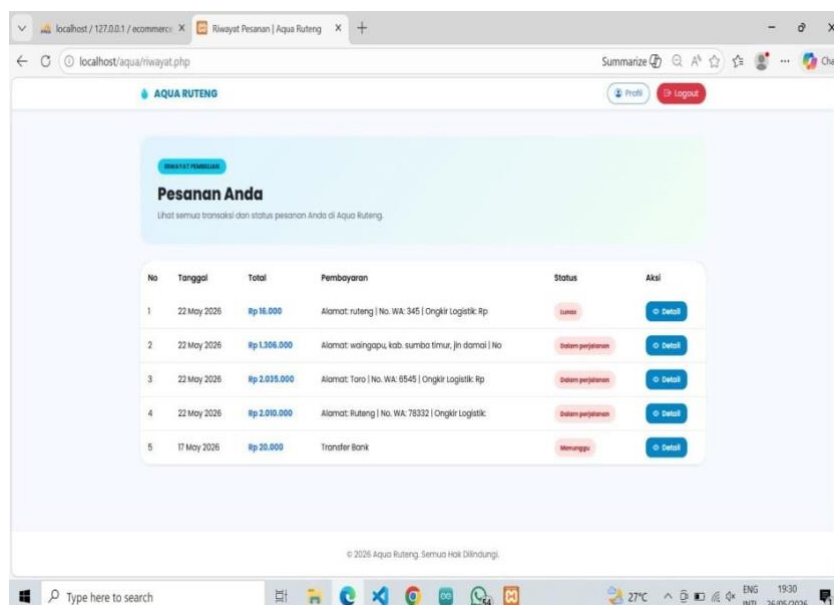 localhost / 127.0.0.1 / ecommerc
Riwayat Pesanan | Aqua Ruteng
localhost/aqua/riwayat.php
Summarize
AQUA RUTENG
Profil
Logout
RIWAYAT PEMBELIAN
Pesanan Anda
Lihat semua transaksi dan status pesanan Anda di Aqua Ruteng.
No Tanggal Total Pembayaran Status Aksi
1 22 May 2026 Rp 16.000 Alamat: ruteng | No. WA: 345 | Ongkir Logistik: Rp Lunas Detail
2 22 May 2026 Rp 1.306.000 Alamat: waingapu, kab. sumba timur, jln damai | No Dalam perjalanan Detail
3 22 May 2026 Rp 2.035.000 Alamat: Toro | No. WA: 6545 | Ongkir Logistik: Rp Dalam perjalanan Detail
4 22 May 2026 Rp 2.010.000 Alamat: Ruteng | No. WA: 78332 | Ongkir Logistik: Dalam perjalanan Detail
5 17 May 2026 Rp 20.000 Transfer Bank Menunggu Detail
© 2026 Aqua Ruteng. Semua Hak Dilindungi.
Type here to search
27°C
ENG
INTL
19:30
26/05/2026